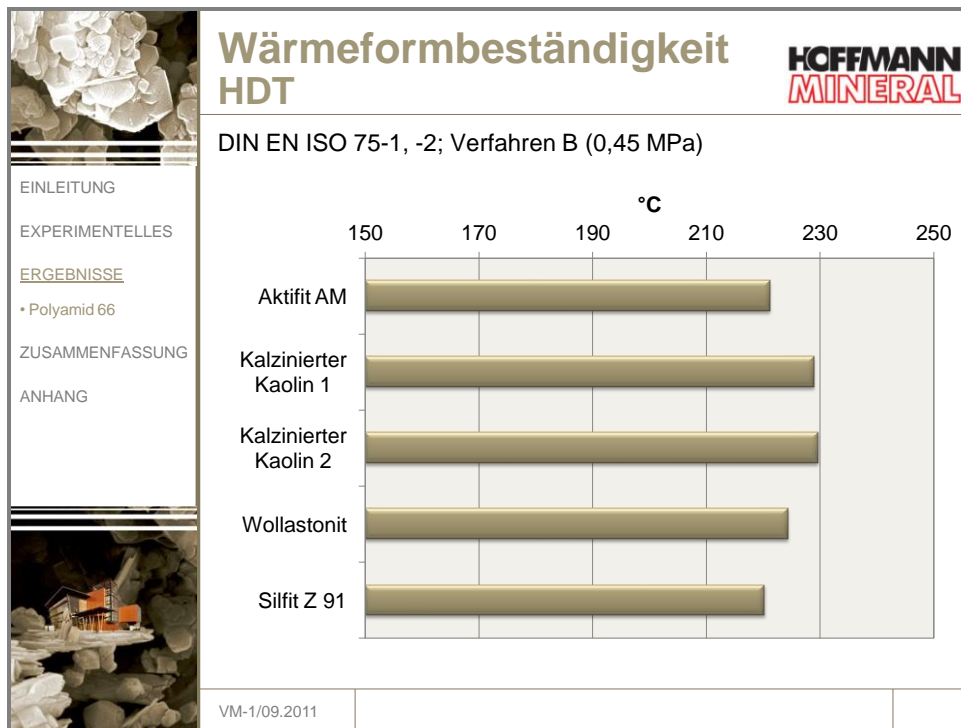 Wärmeformbeständigkeit
HDT
HOFFMANN
MINERAL
DIN EN ISO 75-1, -2; Verfahren B (0,45 MPa)
EINLEITUNG
EXPERIMENTELLES
ERGEBNISSE
• Polyamid 66
ZUSAMMENFASSUNG
ANHANG
°C
150 170 190 210 230 250
Aktifit AM
Kalzinierter
Kaolin 1
Kalzinierter
Kaolin 2
Wollastonit
Silfit Z 91
VM-1/09.2011